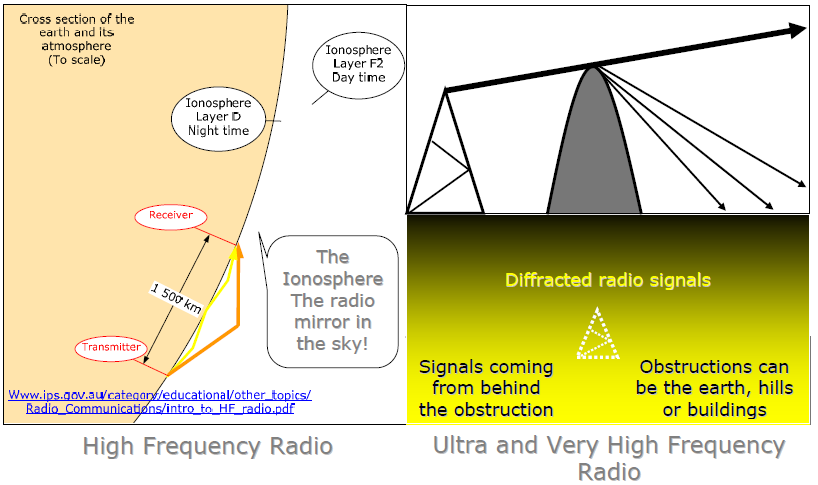 Cross section of the
earth and its
atmosphere
(To scale)
Ionosphere
Layer F2
Day time
Ionosphere
Layer D
Night time
Receiver
1 500 km
Transmitter
The
Ionosphere
The radio
mirror in
the sky!
Www.ips.gov.au/category/educational/other_topics/
Radio_Communications/intro_to_HF_radio.pdf
High Frequency Radio
Diffracted radio signals
Signals coming
from behind
the obstruction
Obstructions can
be the earth, hills
or buildings
Ultra and Very High Frequency
Radio